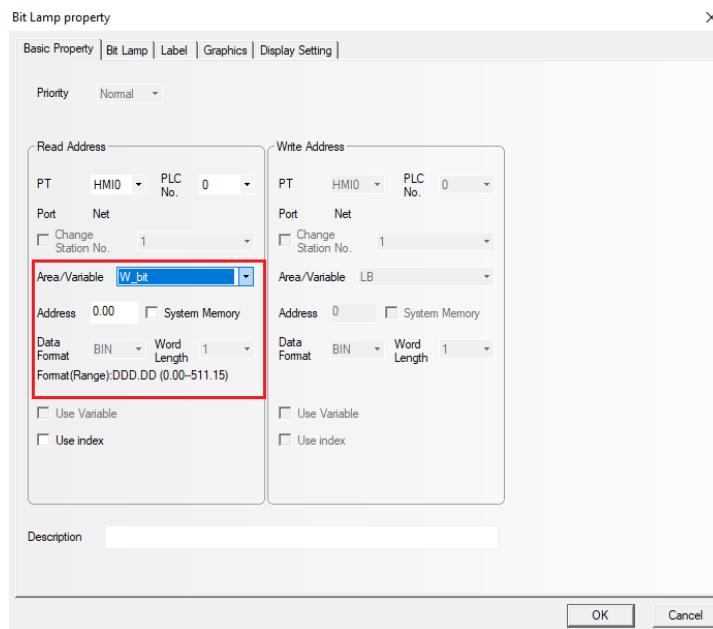 Bit Lamp property
Basic Property Bit Lamp Label Graphics Display Setting
Priority Normal
Read Address
PT HMI0 PLC No. 0
Port Net
Change Station No. 1
Area/Variable W_bit
Address 0.00 System Memory
Data Format BIN Word Length 1
Format(Range):DDD.DD (0.00--511.15)
Use Variable
Use index
Write Address
PT HMI0 PLC No. 0
Port Net
Change Station No. 1
Area/Variable LB
Address 0 System Memory
Data Format BIN Word Length 1
Use Variable
Use index
Description
OK Cancel